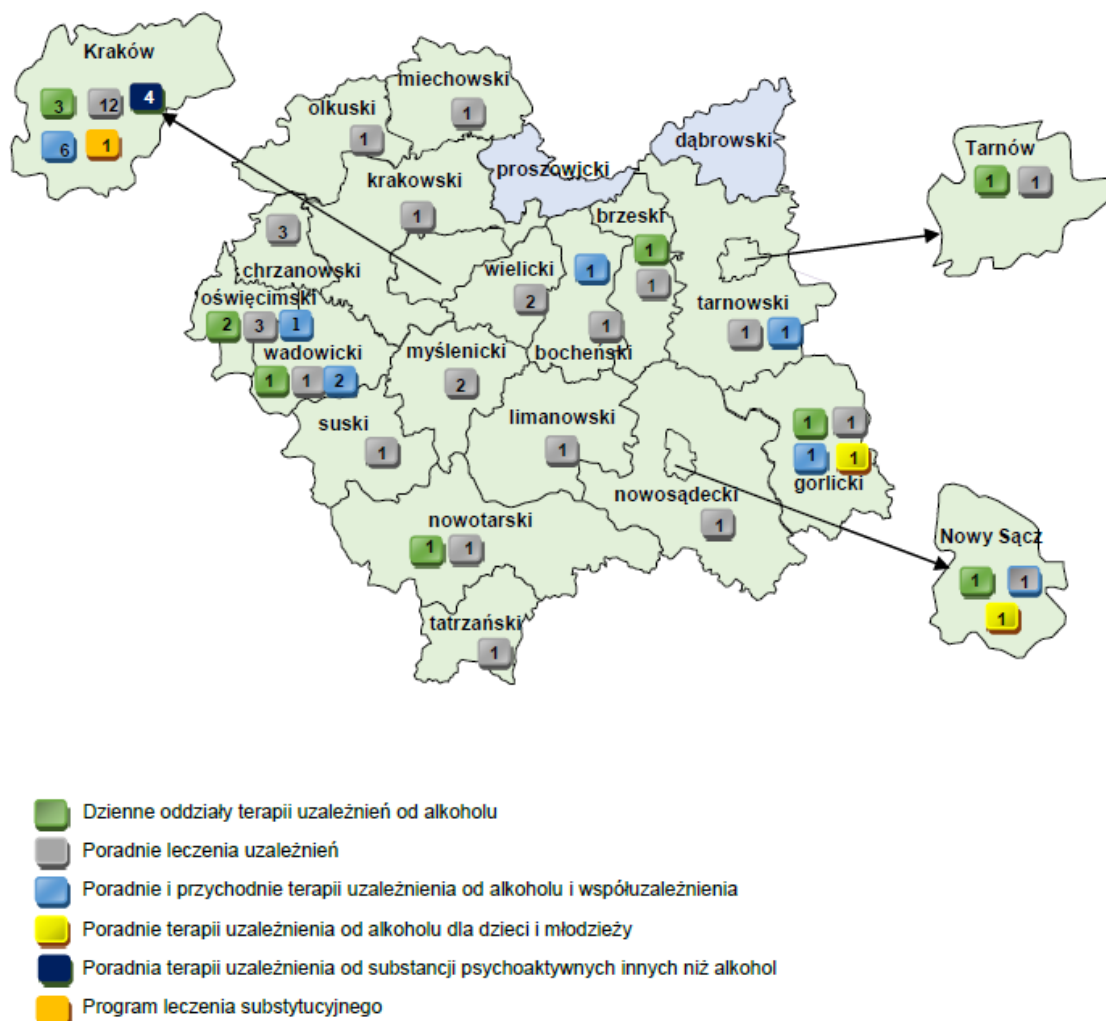 Kraków
3 12 4
6 1
miechowski
1
olkuski
1
dąbrowski
proszowicki
Tarnów
1 1
krakowski
1
brzeski
1
1
3
chrzanowski
wielicki
2
1
oświęcimski
2 3 1
tarnowski
1 1
wadowicki
1 1 2
myślenicki
2
1
bocheński
limanowski
1
suski
1
1 1
1 1
gorlicki
nowosądecki
1
nowotarski
1 1
Nowy Sącz
1 1
1
tatrzański
1
Dzienne oddziały terapii uzależnień od alkoholu
Poradnie leczenia uzależnień
Poradnie i przychodnie terapii uzależnienia od alkoholu i współuzależnienia
Poradnie terapii uzależnienia od alkoholu dla dzieci i młodzieży
Poradnia terapii uzależnienia od substancji psychoaktywnych innych niż alkohol
Program leczenia substytucyjnego